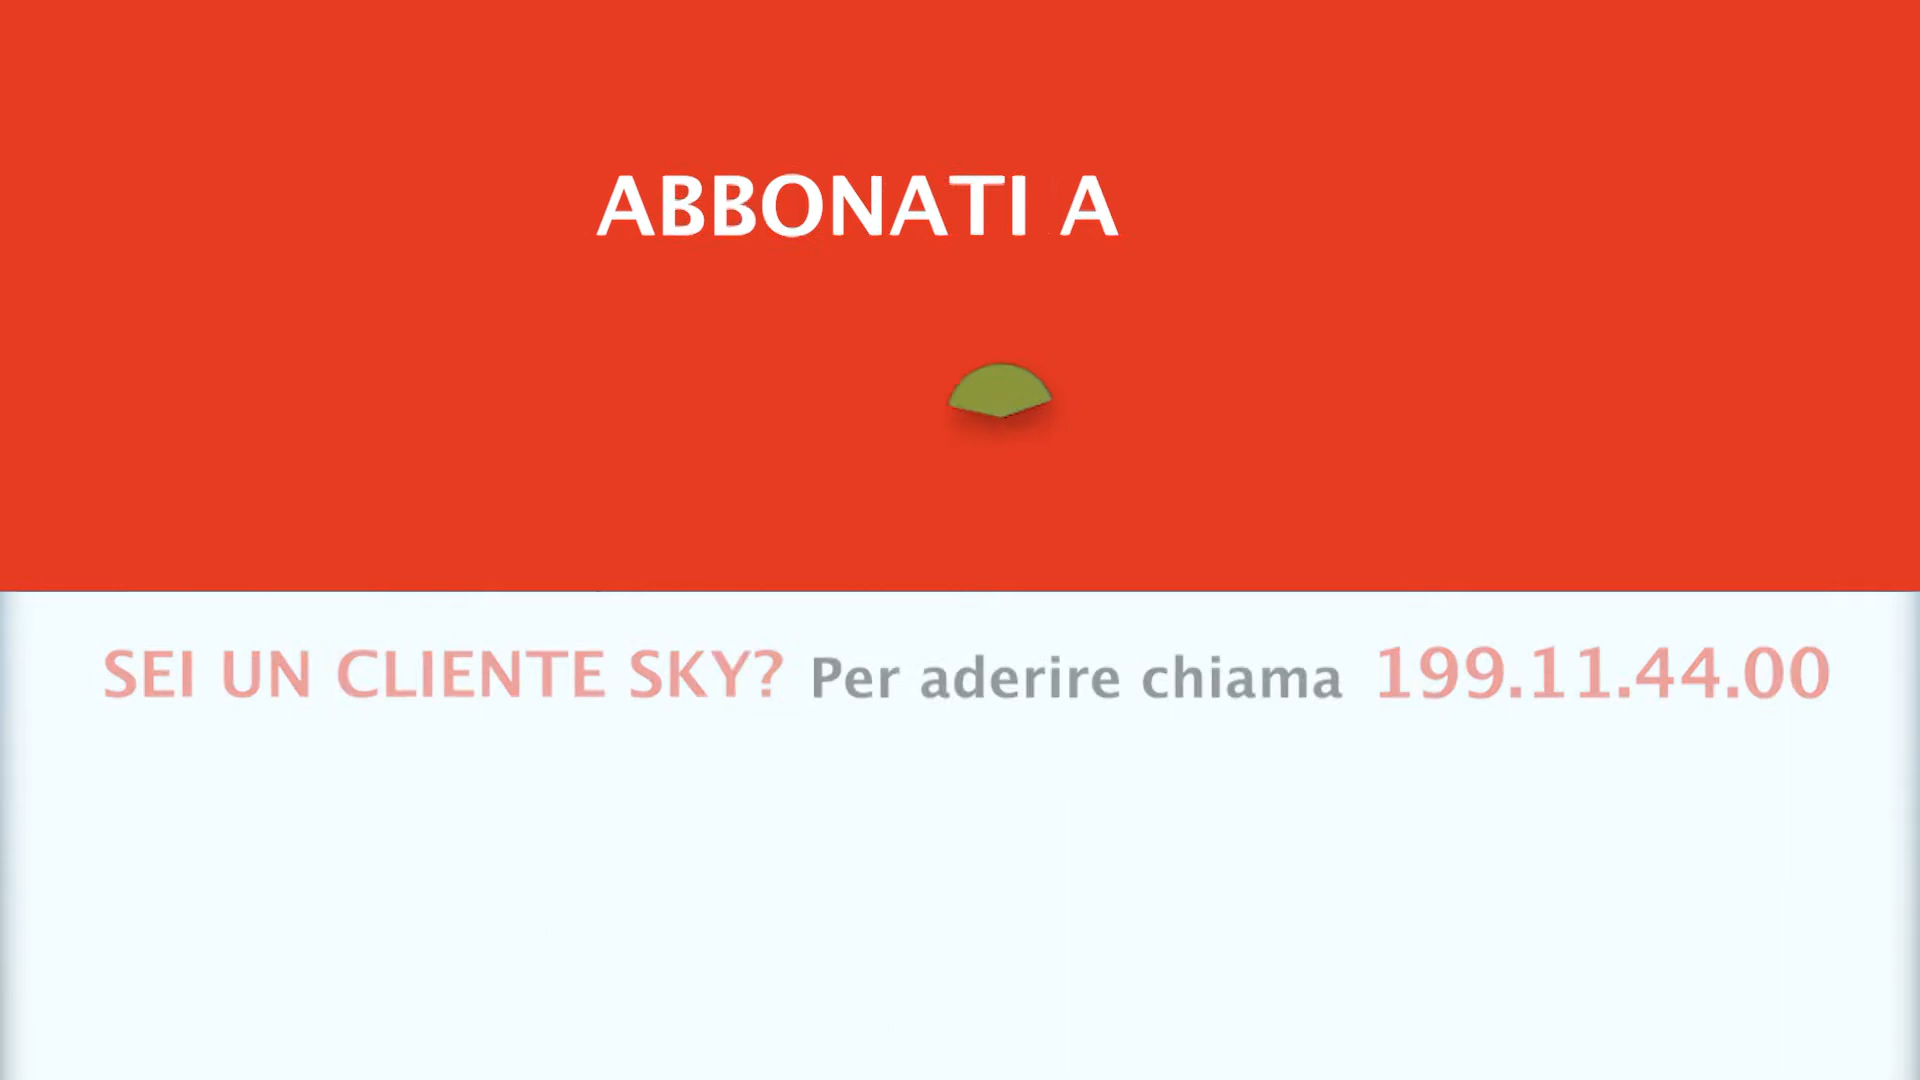 ABBONATI A
SEI UN CLIENTE SKY? Per aderire chiama 199.11.44.00